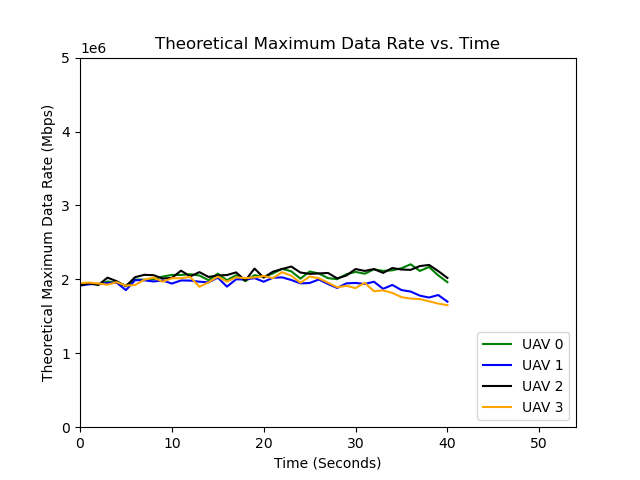 Theoretical Maximum Data Rate vs. Time
1e6
5
4
3
2
1
0
Theoretical Maximum Data Rate (Mbps)
0 10 20 30 40 50
Time (Seconds)
UAV 0
UAV 1
UAV 2
UAV 3